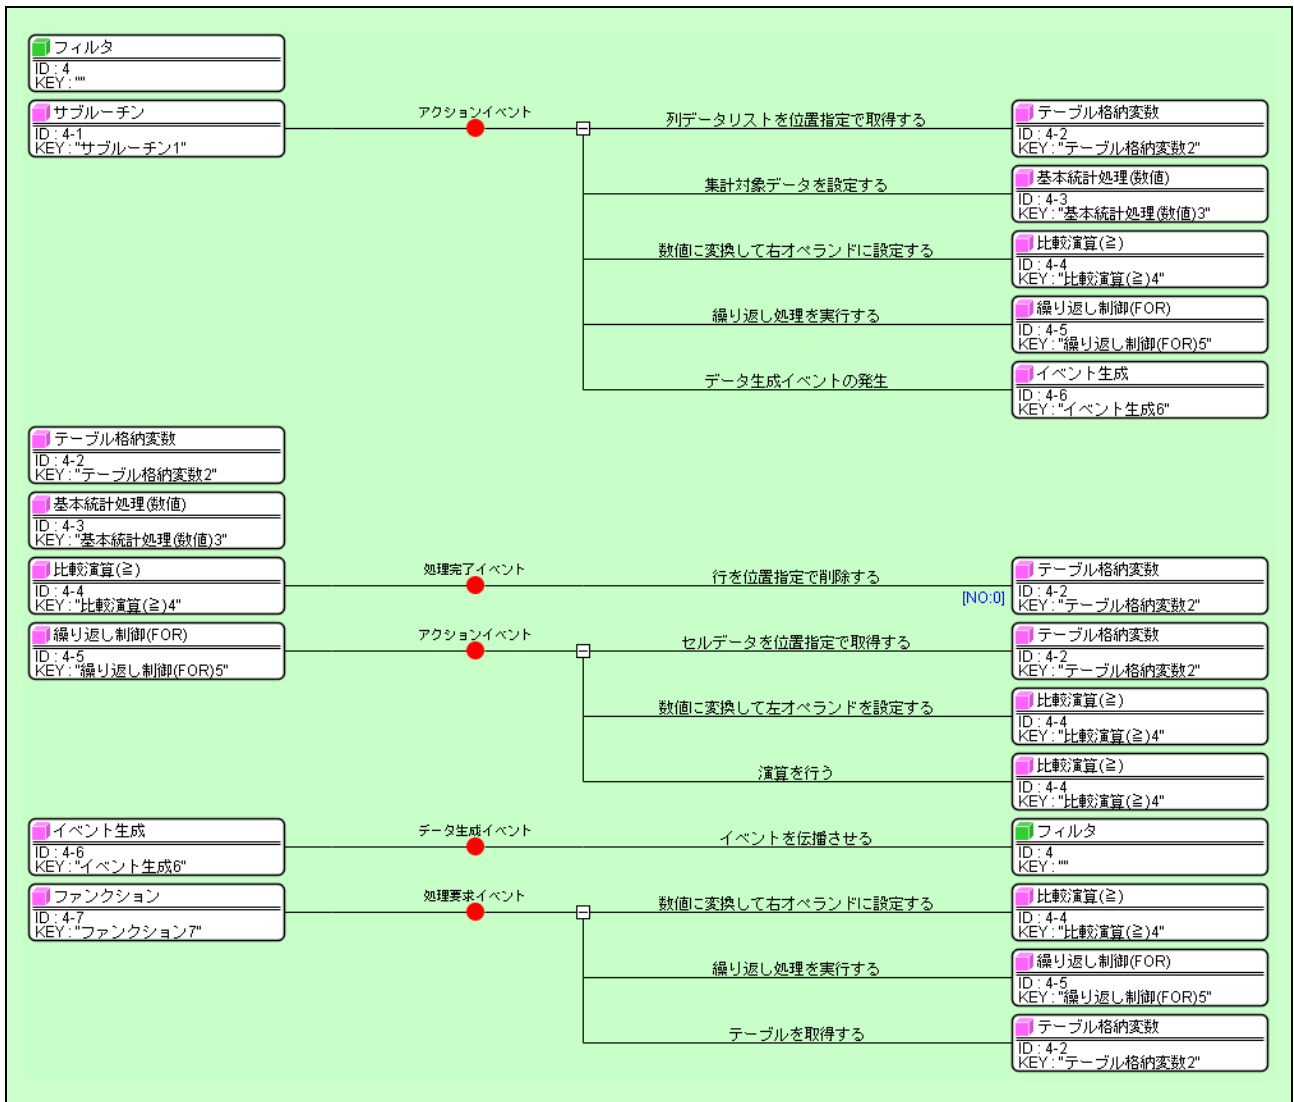 フィルタ
ID : 4
KEY : ""
サブルーチン
ID : 4-1
KEY : "サブルーチン1"
アクションイベント
列データリストを位置指定で取得する
テーブル格納変数
ID : 4-2
KEY : "テーブル格納変数2"
集計対象データを設定する
基本統計処理(数値)
ID : 4-3
KEY : "基本統計処理(数値)3"
数値に変換して右オペランドに設定する
比較演算(≧)
ID : 4-4
KEY : "比較演算(≧)4"
繰り返し処理を実行する
繰り返し制御(FOR)
ID : 4-5
KEY : "繰り返し制御(FOR)5"
データ生成イベントの発生
イベント生成
ID : 4-6
KEY : "イベント生成6"
テーブル格納変数
ID : 4-2
KEY : "テーブル格納変数2"
基本統計処理(数値)
ID : 4-3
KEY : "基本統計処理(数値)3"
比較演算(≧)
ID : 4-4
KEY : "比較演算(≧)4"
処理完了イベント
行を位置指定で削除する
[NO:0]
テーブル格納変数
ID : 4-2
KEY : "テーブル格納変数2"
繰り返し制御(FOR)
ID : 4-5
KEY : "繰り返し制御(FOR)5"
アクションイベント
セルデータを位置指定で取得する
テーブル格納変数
ID : 4-2
KEY : "テーブル格納変数2"
数値に変換して左オペランドを設定する
比較演算(≧)
ID : 4-4
KEY : "比較演算(≧)4"
演算を行う
比較演算(≧)
ID : 4-4
KEY : "比較演算(≧)4"
イベント生成
ID : 4-6
KEY : "イベント生成6"
データ生成イベント
イベントを伝播させる
フィルタ
ID : 4
KEY : ""
ファンクション
ID : 4-7
KEY : "ファンクション7"
処理要求イベント
数値に変換して右オペランドに設定する
比較演算(≧)
ID : 4-4
KEY : "比較演算(≧)4"
繰り返し処理を実行する
繰り返し制御(FOR)
ID : 4-5
KEY : "繰り返し制御(FOR)5"
テーブルを取得する
テーブル格納変数
ID : 4-2
KEY : "テーブル格納変数2"